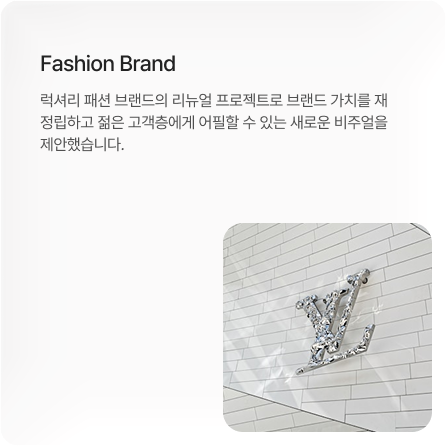 Fashion Brand
럭셔리 패션 브랜드의 리뉴얼 프로젝트로 브랜드 가치를 재
정립하고 젊은 고객층에게 어필할 수 있는 새로운 비주얼을
제안했습니다.
LV